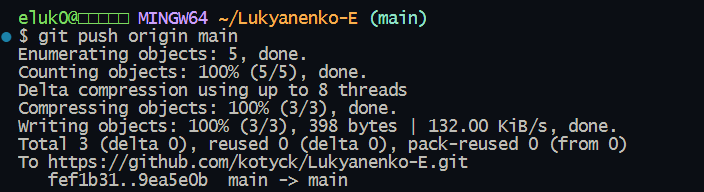 elukO@□□□□□ MINGW64 ~/Lukyanenko-E (main)
$ git push origin main
Enumerating objects: 5, done.
Counting objects: 100% (5/5), done.
Delta compression using up to 8 threads
Compressing objects: 100% (3/3), done.
Writing objects: 100% (3/3), 398 bytes | 132.00 KiB/s, done.
Total 3 (delta 0), reused 0 (delta 0), pack-reused 0 (from 0)
To https://github.com/kotyck/Lukyanenko-E.git
   fef1b31..9ea5e0b  main -> main